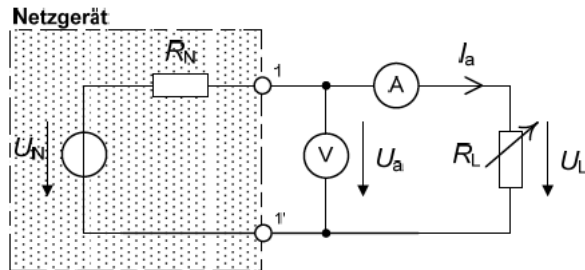 Netzgerät
R_N
1
I_a
A
U_N
V
U_a
R_L
U_L
1'